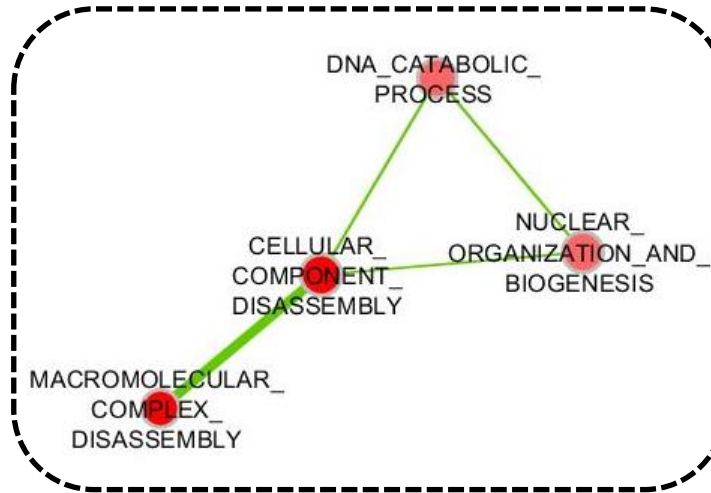 DNA_CATABOLIC_
PROCESS
NUCLEAR_
ORGANIZATION_AND_
BIOGENESIS
CELLULAR_
COMPONENT_
DISASSEMBLY
MACROMOLECULAR_
COMPLEX_
DISASSEMBLY